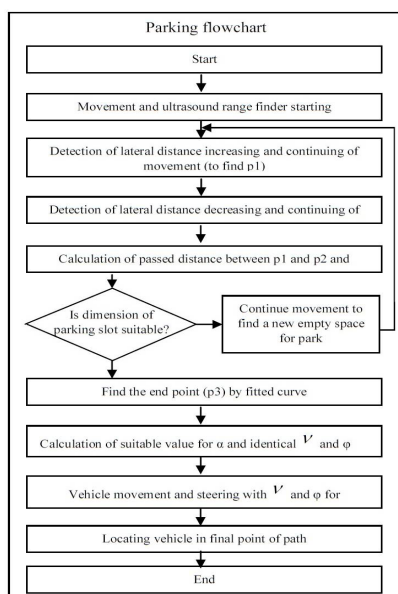 Parking flowchart
Start
Movement and ultrasound range finder starting
Detection of lateral distance increasing and continuing of
movement (to find p1)
Detection of lateral distance decreasing and continuing of
Calculation of passed distance between p1 and p2 and
Is dimension of
parking slot suitable?
Continue movement to
find a new empty space
for park
Find the end point (p3) by fitted curve
Calculation of suitable value for α and identical ν and φ
Vehicle movement and steering with ν and φ for
Locating vehicle in final point of path
End